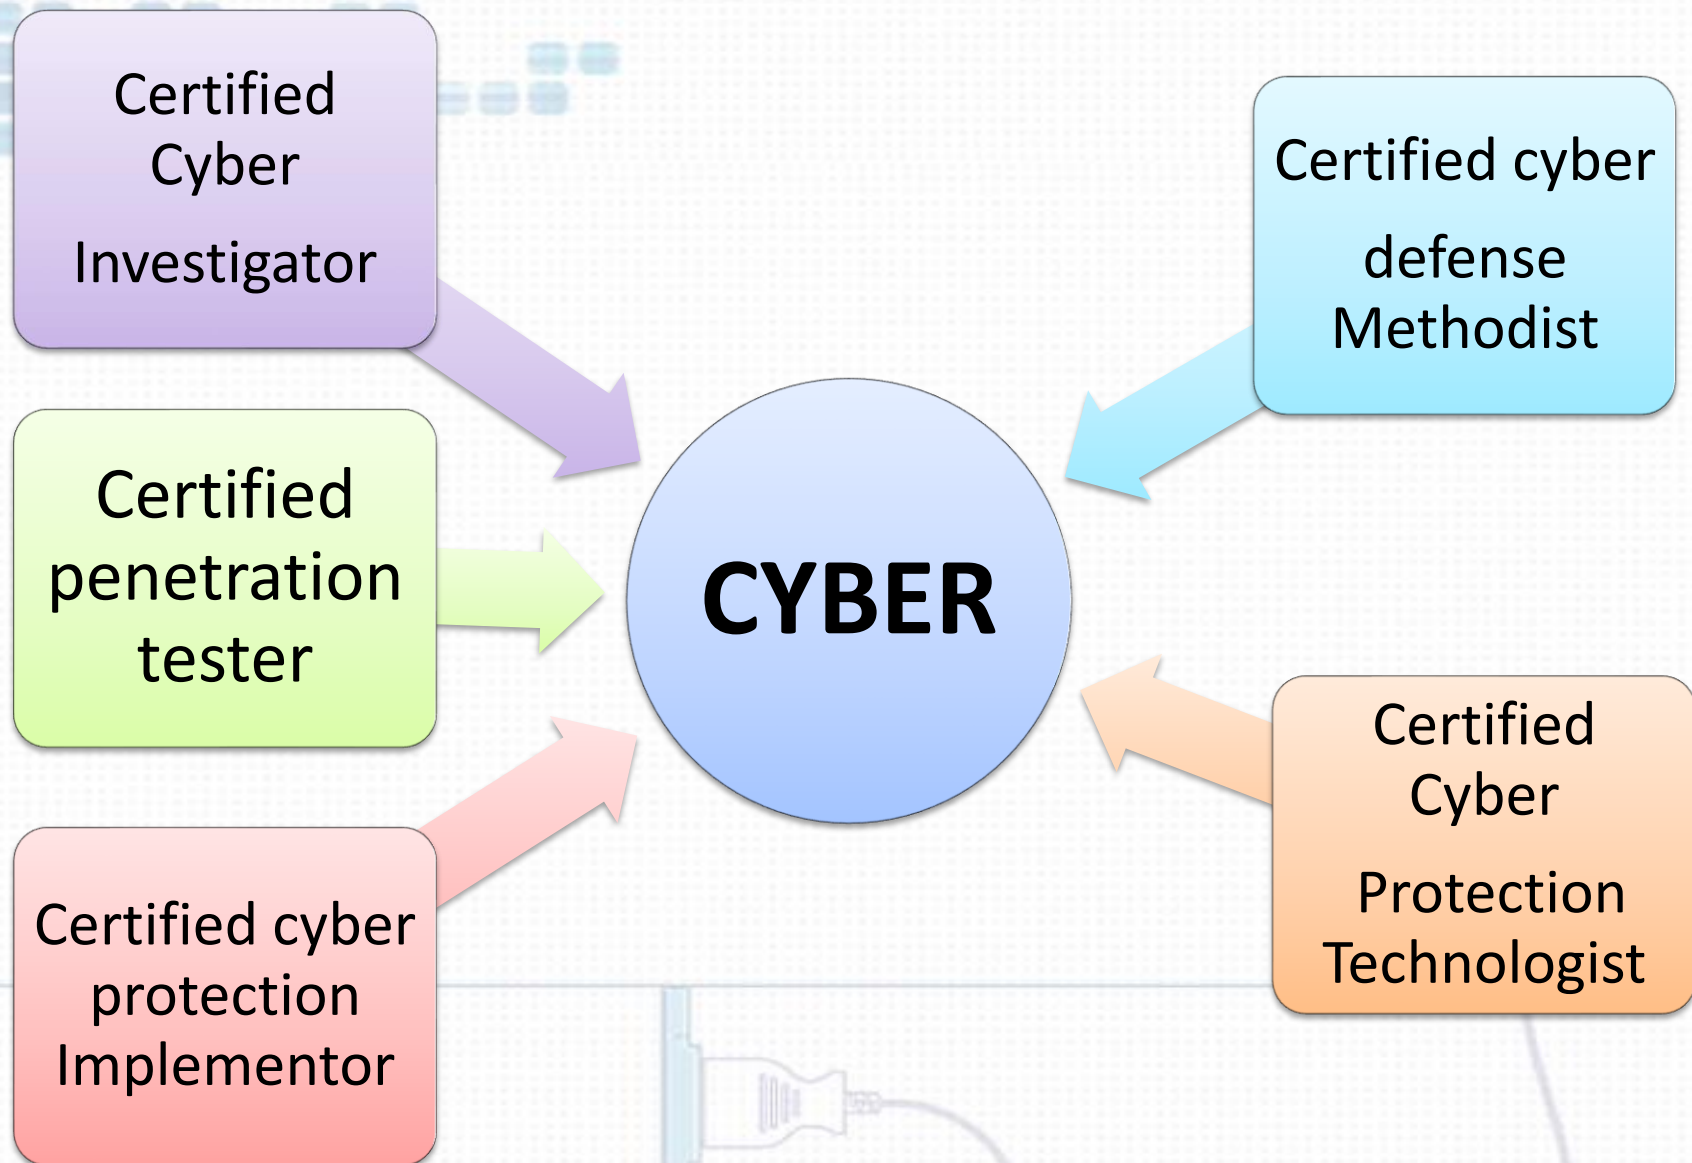 Certified
Cyber
Investigator
Certified
penetration
tester
Certified cyber
protection
Implementor
CYBER
Certified cyber
defense
Methodist
Certified
Cyber
Protection
Technologist